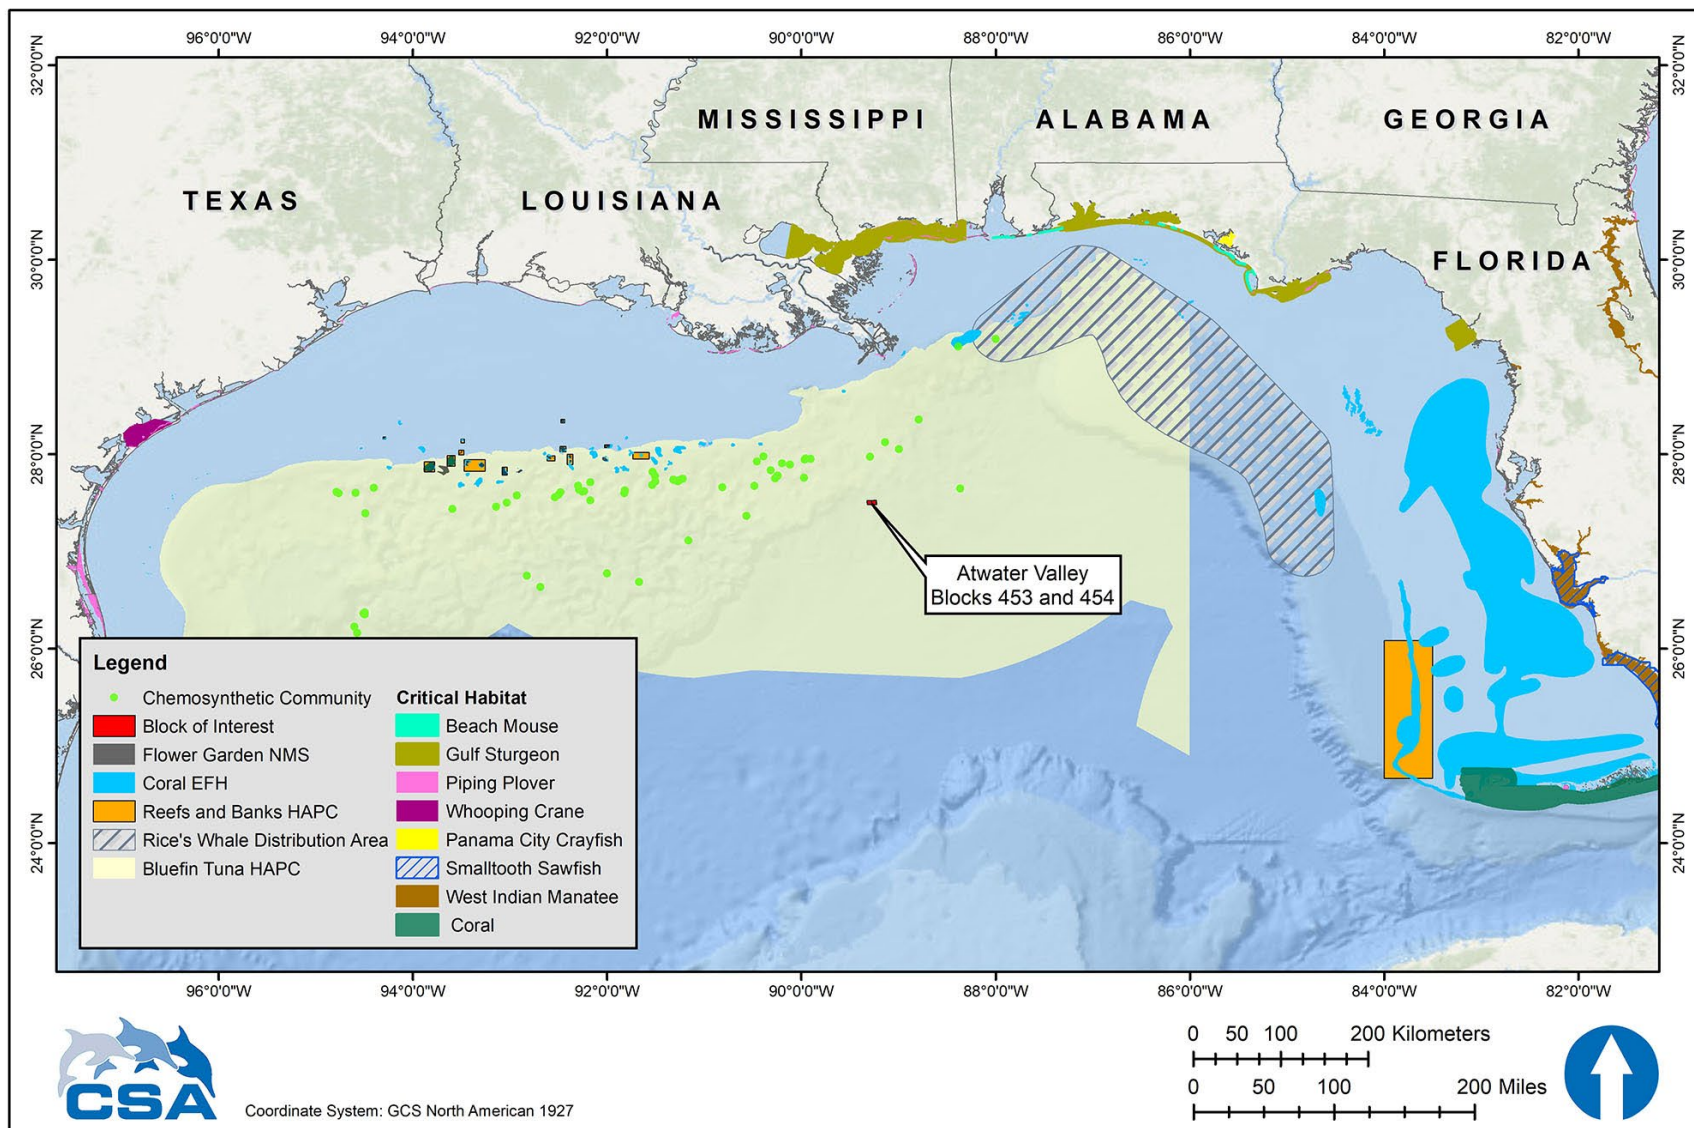 96°0'0"W 94°0'0"W 92°0'0"W 90°0'0"W 88°0'0"W 86°0'0"W 84°0'0"W 82°0'0"W
32°0'0"N 32°0'0"N
MISSISSIPPI ALABAMA GEORGIA
TEXAS LOUISIANA
30°0'0"N FLORIDA 30°0'0"N
28°0'0"N 28°0'0"N
Atwater Valley
Blocks 453 and 454
26°0'0"N 26°0'0"N
Legend
Chemosynthetic Community
Block of Interest
Flower Garden NMS
Coral EFH
Reefs and Banks HAPC
Rice's Whale Distribution Area
Bluefin Tuna HAPC
Critical Habitat
Beach Mouse
Gulf Sturgeon
Piping Plover
Whooping Crane
Panama City Crayfish
Smalltooth Sawfish
West Indian Manatee
Coral
24°0'0"N 24°0'0"N
96°0'0"W 94°0'0"W 92°0'0"W 90°0'0"W 88°0'0"W 86°0'0"W 84°0'0"W 82°0'0"W
CSA
Coordinate System: GCS North American 1927
0 50 100 200 Kilometers
0 50 100 200 Miles